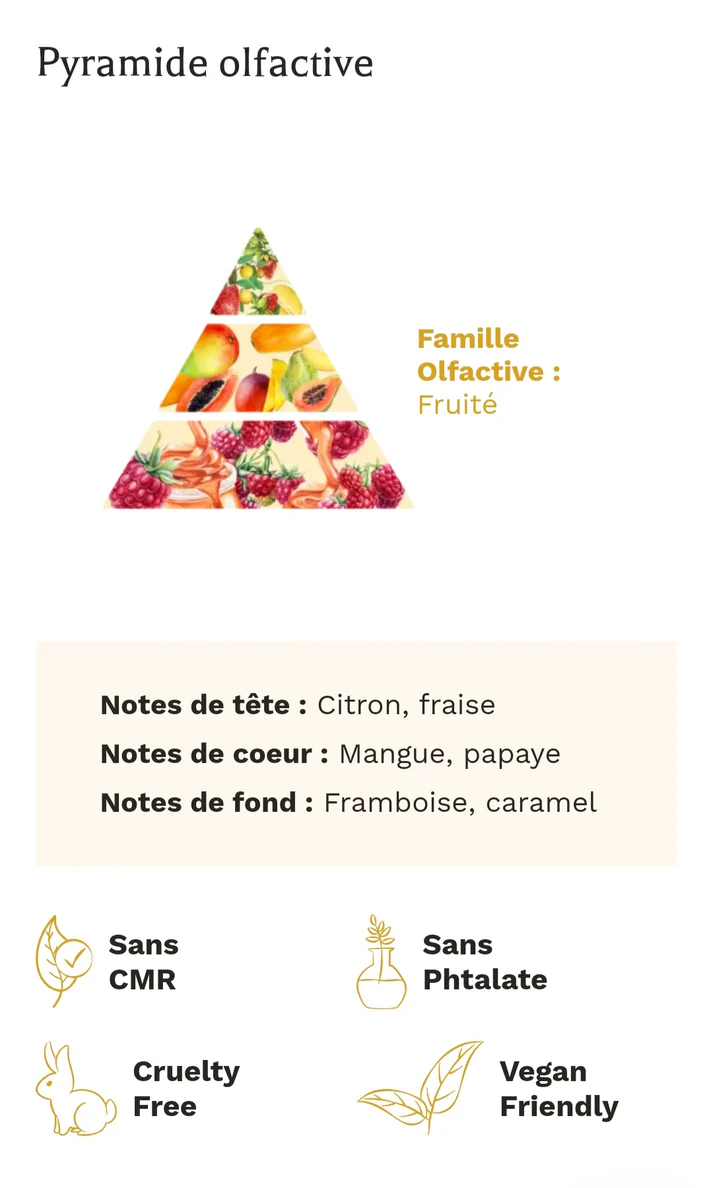 Pyramide olfactive
Famille
Olfactive :
Fruité
Notes de tête : Citron, fraise
Notes de coeur : Mangue, papaye
Notes de fond : Framboise, caramel
Sans
CMR
Sans
Phtalate
Cruelty
Free
Vegan
Friendly